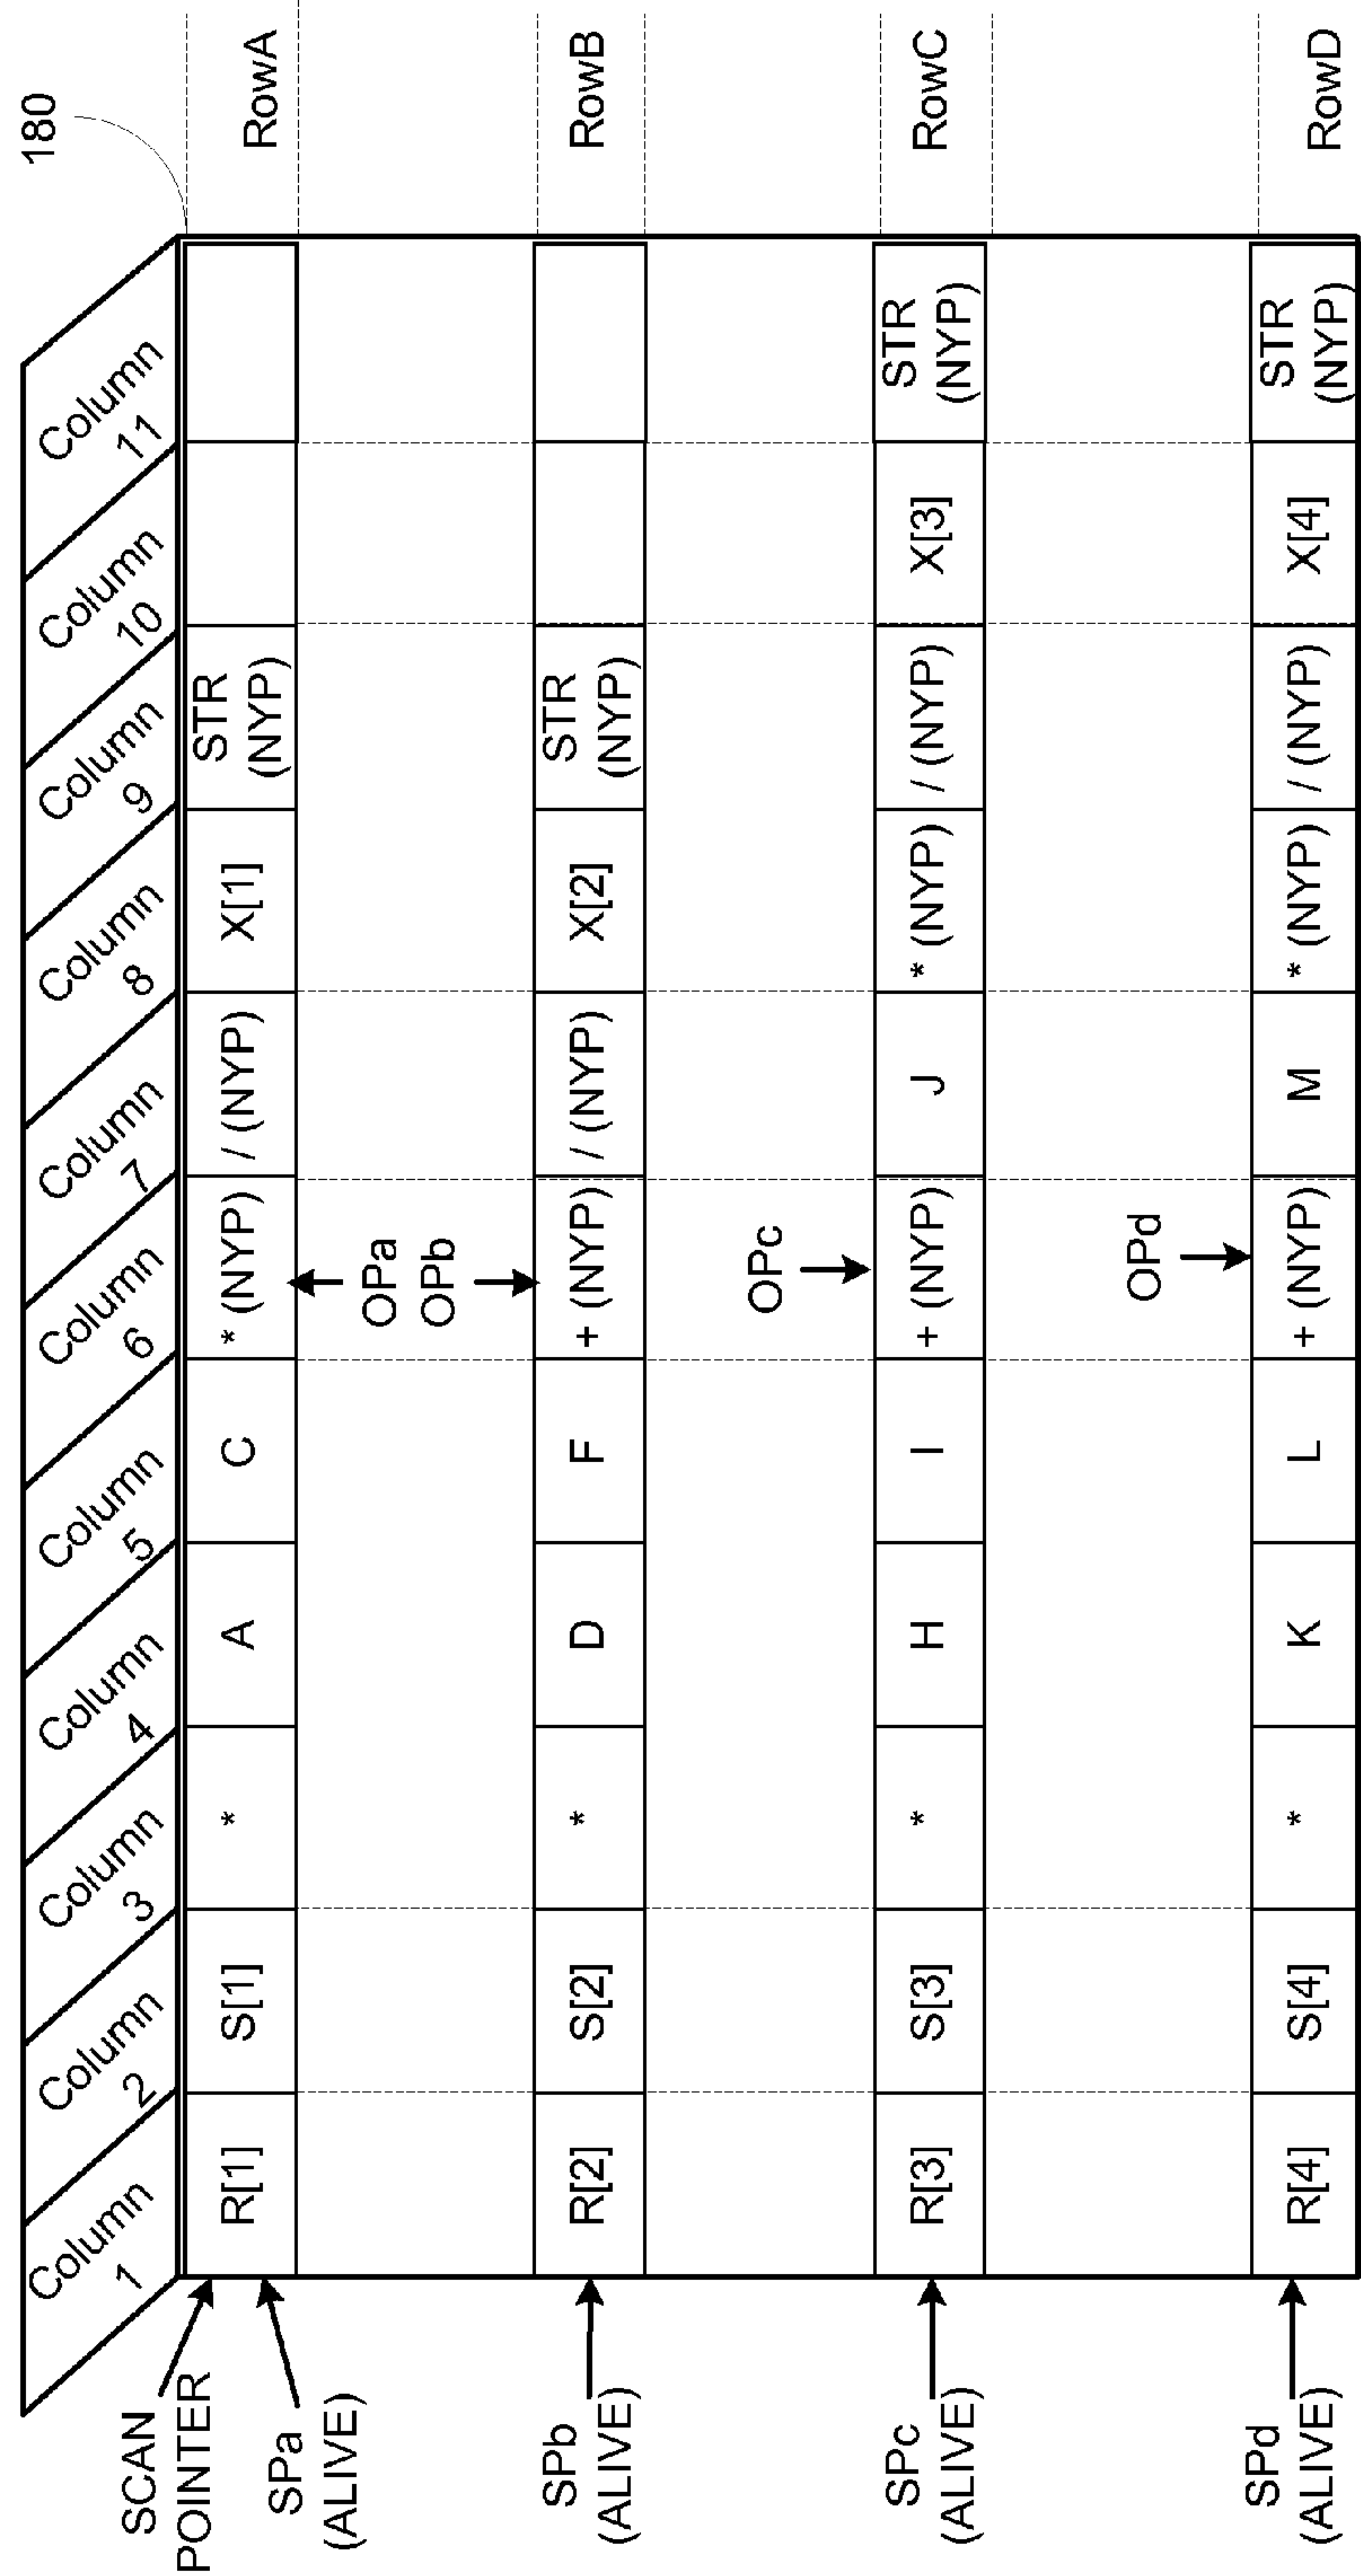 180
Column 1
Column 2
Column 3
Column 4
Column 5
Column 6
Column 7
Column 8
Column 9
Column 10
Column 11
SCAN
POINTER
SPa
(ALIVE)
R[1] S[1] * A C * (NYP) / (NYP) X[1] STR (NYP) RowA
OPa
OPb
SPb
(ALIVE)
R[2] S[2] * D F + (NYP) / (NYP) X[2] STR (NYP) RowB
OPc
SPc
(ALIVE)
R[3] S[3] * H I + (NYP) J * (NYP) / (NYP) X[3] STR (NYP) RowC
OPd
SPd
(ALIVE)
R[4] S[4] * K L + (NYP) M * (NYP) / (NYP) X[4] STR (NYP) RowD